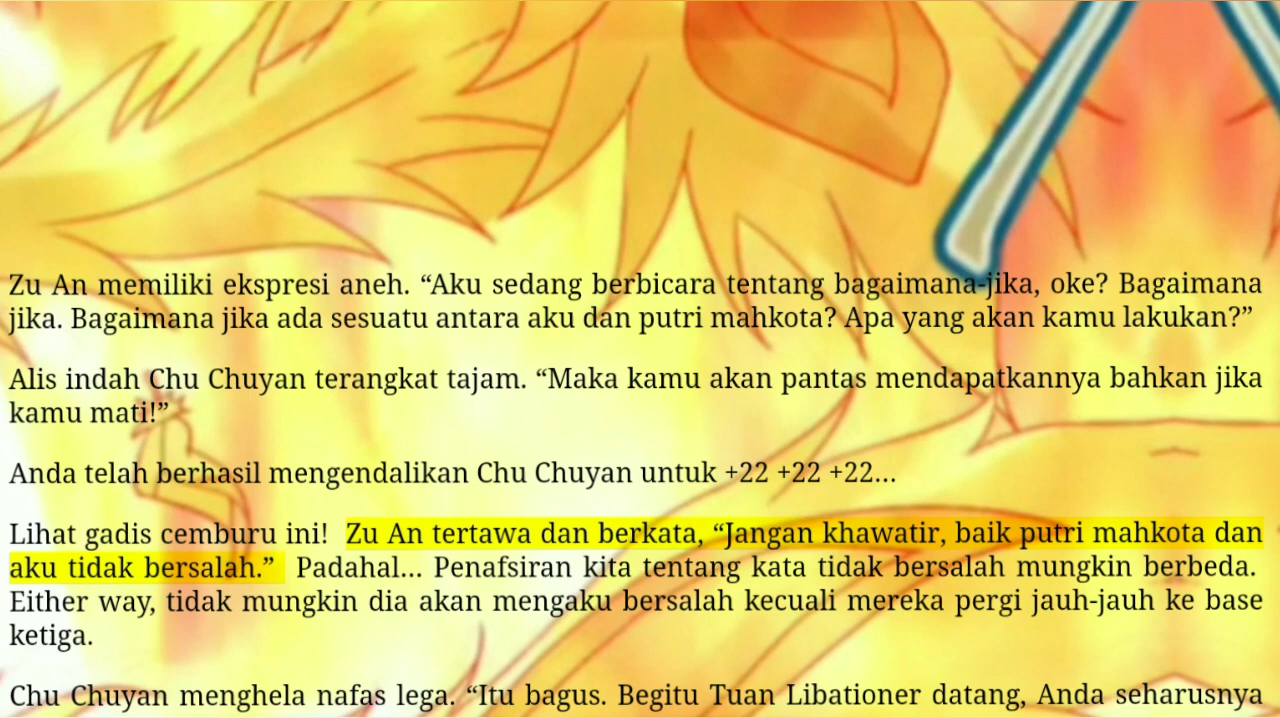 Zu An memiliki ekspresi aneh. “Aku sedang berbicara tentang bagaimana-jika, oke? Bagaimana
jika. Bagaimana jika ada sesuatu antara aku dan putri mahkota? Apa yang akan kamu lakukan?”
Alis indah Chu Chuyan terangkat tajam. “Maka kamu akan pantas mendapatkannya bahkan jika
kamu mati!”
Anda telah berhasil mengendalikan Chu Chuyan untuk +22 +22 +22…
Lihat gadis cemburu ini! Zu An tertawa dan berkata, “Jangan khawatir, baik putri mahkota dan
aku tidak bersalah.” Padahal… Penafsiran kita tentang kata tidak bersalah mungkin berbeda.
Either way, tidak mungkin dia akan mengaku bersalah kecuali mereka pergi jauh-jauh ke base
ketiga.
Chu Chuyan menghela nafas lega. “Itu bagus. Begitu Tuan Libationer datang, Anda seharusnya